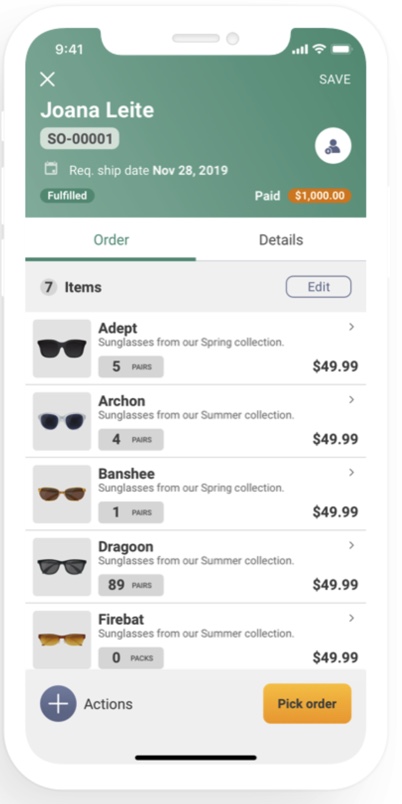 9:41
SAVE
Joana Leite
SO-00001
Req. ship date Nov 28, 2019
Fulfilled
Paid $1,000.00
Order Details
7 Items Edit
Adept
Sunglasses from our Spring collection.
5 PAIRS $49.99
Archon
Sunglasses from our Summer collection.
4 PAIRS $49.99
Banshee
Sunglasses from our Spring collection.
1 PAIRS $49.99
Dragoon
Sunglasses from our Summer collection.
89 PAIRS $49.99
Firebat
Sunglasses from our Summer collection.
0 PACKS $49.99
Actions Pick order